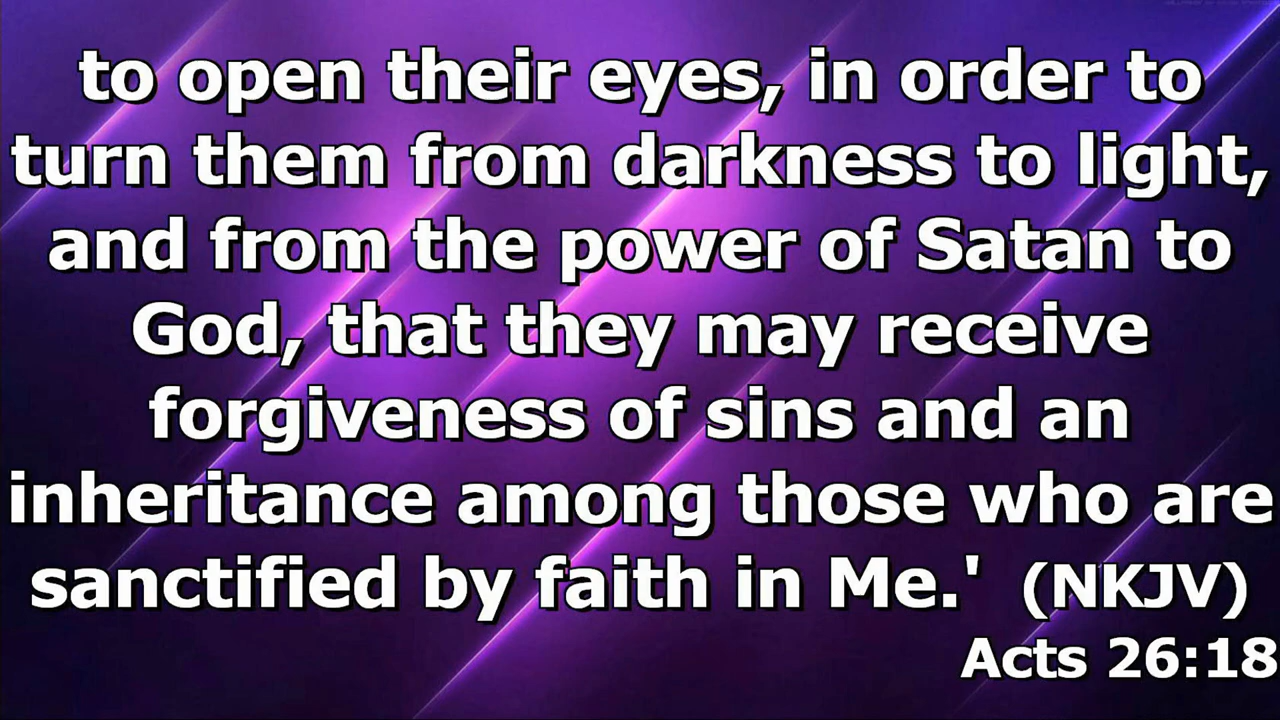 to open their eyes, in order to
turn them from darkness to light,
and from the power of Satan to
God, that they may receive
forgiveness of sins and an
inheritance among those who are
sanctified by faith in Me.' (NKJV)
Acts 26:18